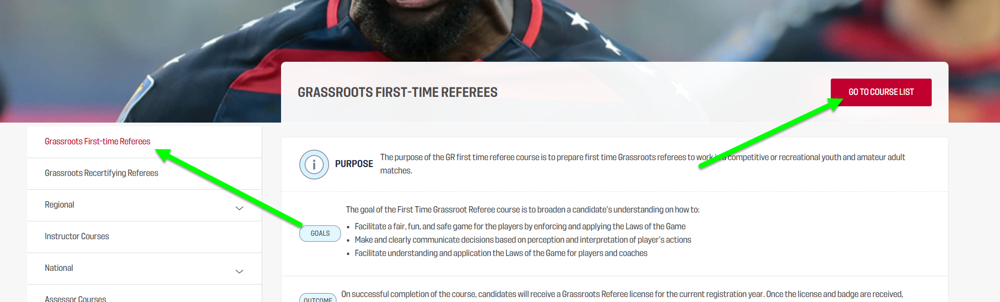 GRASSROOTS FIRST-TIME REFEREES
GO TO COURSE LIST
Grassroots First-time Referees
Grassroots Recertifying Referees
Regional
Instructor Courses
National
Assessor Courses
PURPOSE
The purpose of the GR first time referee course is to prepare first time Grassroots referees to work in a competitive or recreational youth and amateur adult
matches.
GOALS
The goal of the First Time Grassroot Referee course is to broaden a candidate's understanding on how to:
• Facilitate a fair, fun, and safe game for the players by enforcing and applying the Laws of the Game
• Make and clearly communicate decisions based on perception and interpretation of player's actions
• Facilitate understanding and application the Laws of the Game for players and coaches
OUTCOME
On successful completion of the course, candidates will receive a Grassroots Referee license for the current registration year. Once the license and badge are received,